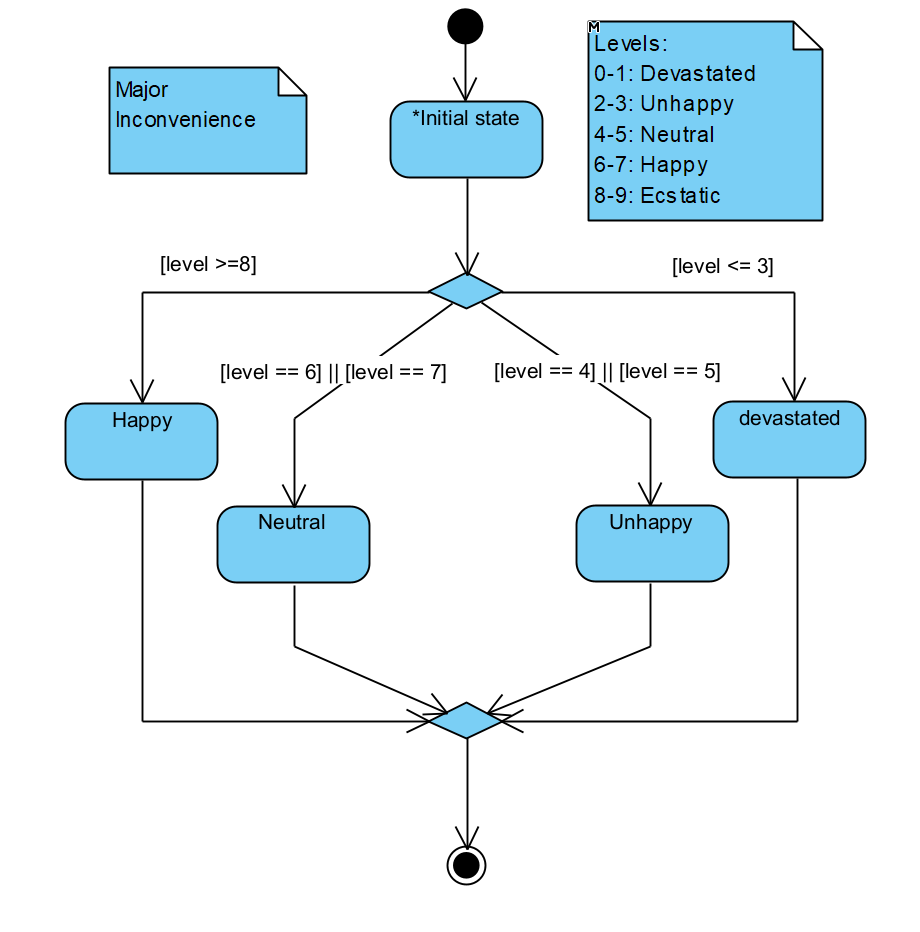 M
Levels:
0-1: Devastated
2-3: Unhappy
4-5: Neutral
6-7: Happy
8-9: Ecstatic
Major
Inconvenience
*Initial state
[level >=8]
[level <= 3]
[level == 6] || [level == 7]
[level == 4] || [level == 5]
Happy
devastated
Neutral
Unhappy